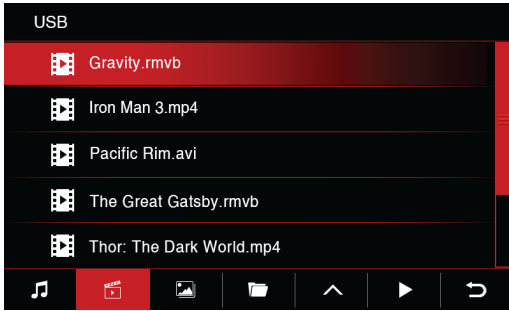 USB
Gravity.rmvb
Iron Man 3.mp4
Pacific Rim.avi
The Great Gatsby.rmvb
Thor: The Dark World.mp4